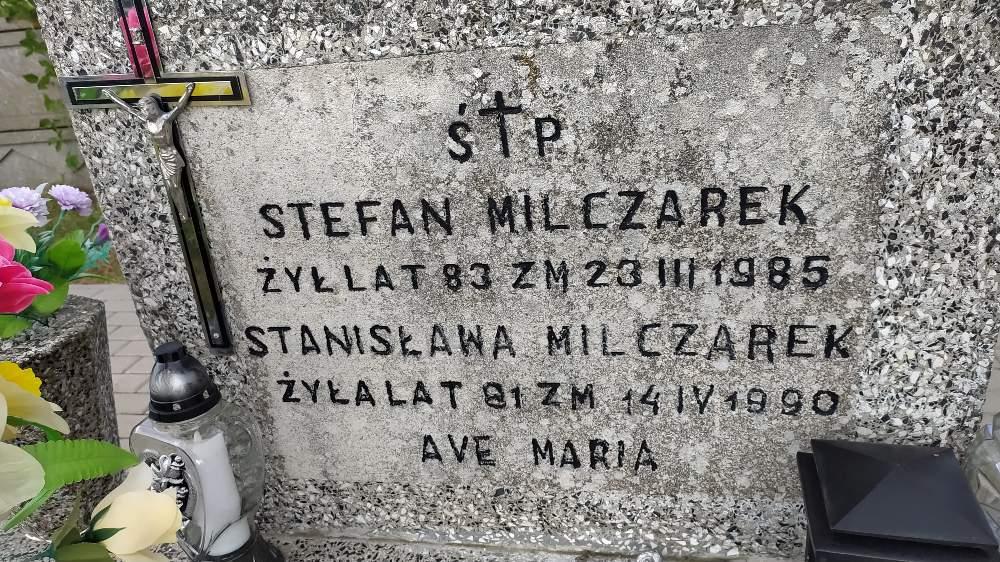 Ś†P
STEFAN MILCZAREK
ŻYŁ LAT 83 ZM 23 III 1985
STANISŁAWA MILCZAREK
ŻYŁA LAT 81 ZM 14 IV 1990
AVE MARIA